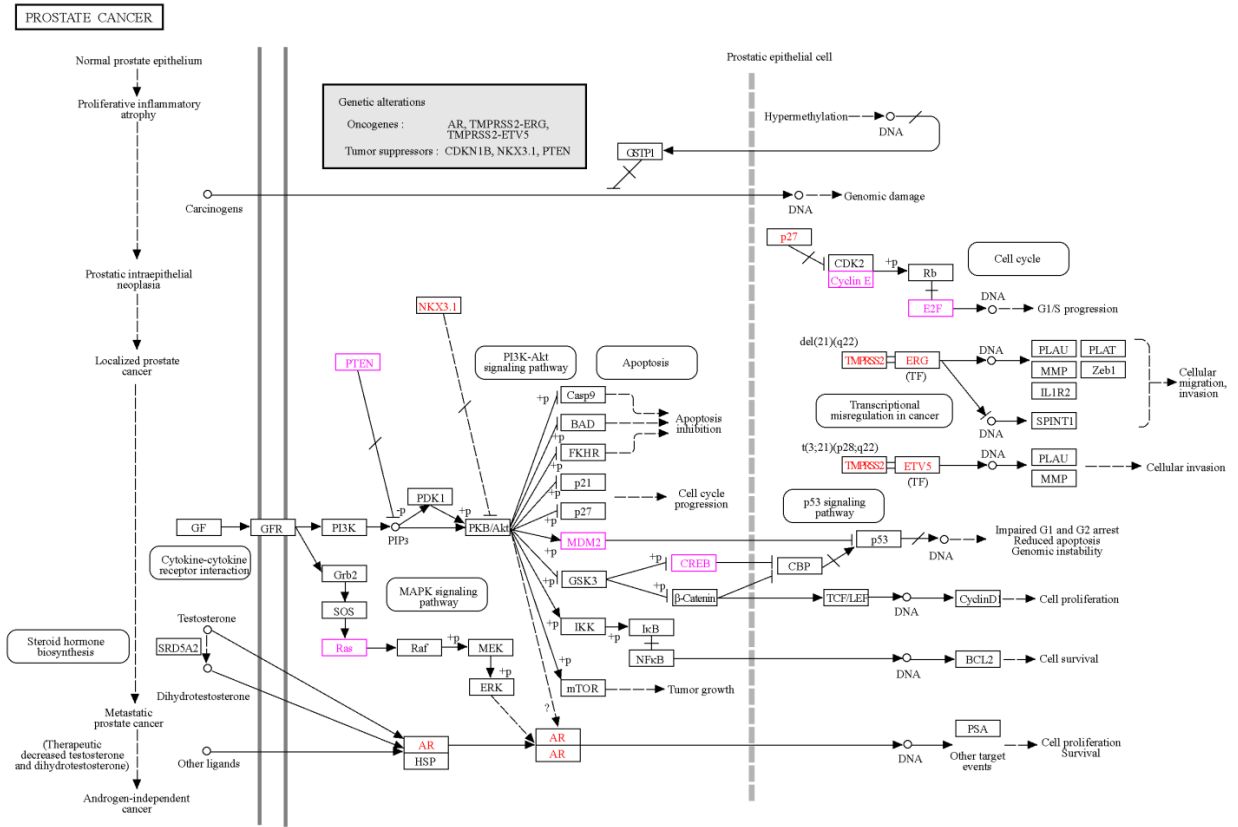 PROSTATE CANCER
Normal prostate epithelium
Proliferative inflammatory
atrophy
Prostatic intraepithelial
neoplasia
Localized prostate
cancer
Metastatic
prostate cancer
(Therapeutic
decreased testosterone
and dihydrotestosterone)
Androgen-independent
cancer
Genetic alterations
Oncogenes : AR, TMPRSS2-ERG,
TMPRSS2-ETV5
Tumor suppressors : CDKN1B, NKX3.1, PTEN
Prostatic epithelial cell
Hypermethylation
DNA
GSTP1
Carcinogens
DNA
Genomic damage
p27
CDK2
Cyclin E
+p
Rb
Cell cycle
E2F
DNA
G1/S progression
NKX3.1
PTEN
PI3K-Akt
signaling pathway
Apoptosis
del(21)(q22)
TMPRSS2
ERG
(TF)
DNA
PLAU
PLAT
MMP
Zeb1
IL1R2
Cellular
migration,
invasion
Transcriptional
misregulation in cancer
DNA
SPINT1
t(3;21)(p28;q22)
TMPRSS2
ETV5
(TF)
DNA
PLAU
MMP
Cellular invasion
+p
Casp9
+p
BAD
+p
FKHR
Apoptosis
inhibition
+p
p21
+p
p27
Cell cycle
progression
p53 signaling
pathway
GF
GFR
PI3K
-p
PIP3
PDK1
+p
PKB/Akt
+p
MDM2
p53
DNA
Impaired G1 and G2 arrest
Reduced apoptosis
Genomic instability
Cytokine-cytokine
receptor interaction
Grb2
SOS
Ras
MAPK signaling
pathway
Raf
+p
MEK
+p
ERK
+p
GSK3
+p
CREB
CBP
+p
β-Catenin
TCF/LEF
DNA
CyclinD1
Cell proliferation
+p
IKK
+p
IκB
NFκB
DNA
BCL2
Cell survival
+p
mTOR
Tumor growth
?
Steroid hormone
biosynthesis
Testosterone
SRD5A2
Dihydrotestosterone
Other ligands
AR
HSP
AR
AR
DNA
PSA
Other target
events
Cell proliferation
Survival